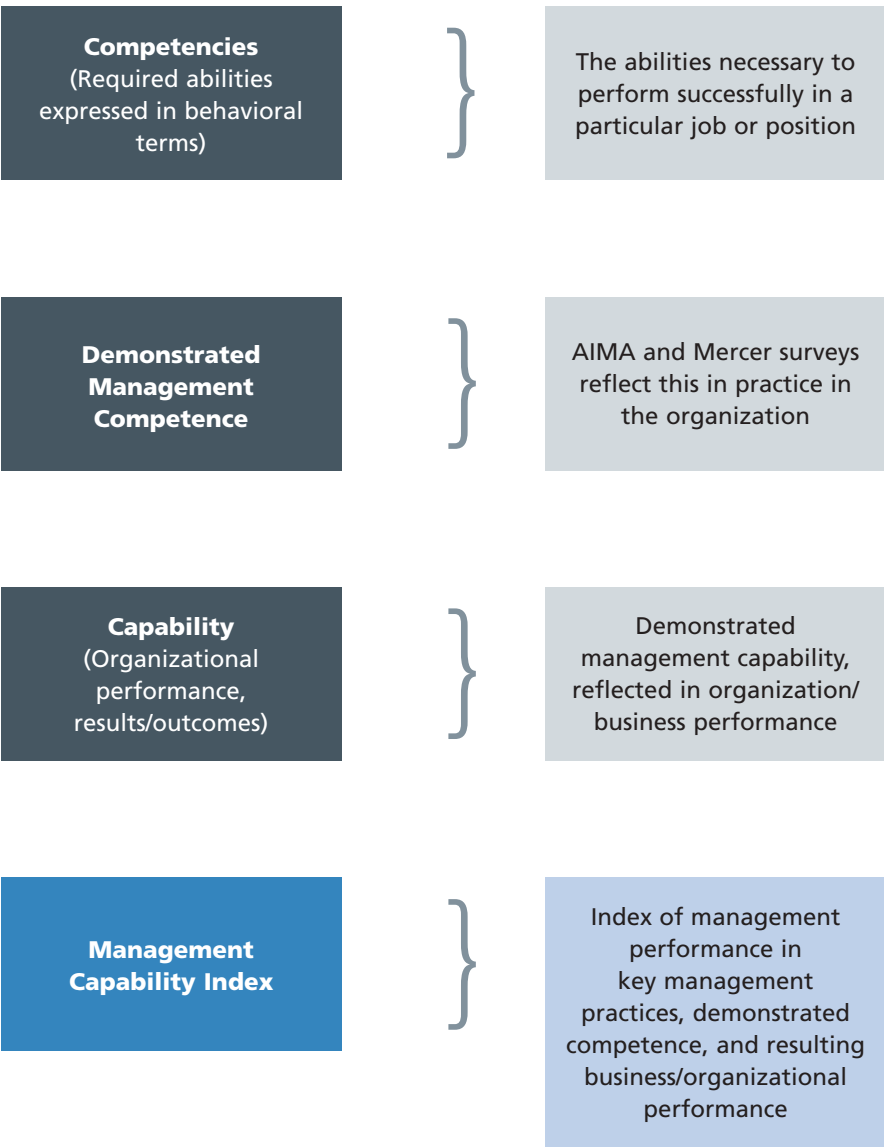 Competencies
(Required abilities
expressed in behavioral
terms)
The abilities necessary to
perform successfully in a
particular job or position
Demonstrated
Management
Competence
AIMA and Mercer surveys
reflect this in practice in
the organization
Capability
(Organizational
performance,
results/outcomes)
Demonstrated
management capability,
reflected in organization/
business performance
Management
Capability Index
Index of management
performance in
key management
practices, demonstrated
competence, and resulting
business/organizational
performance